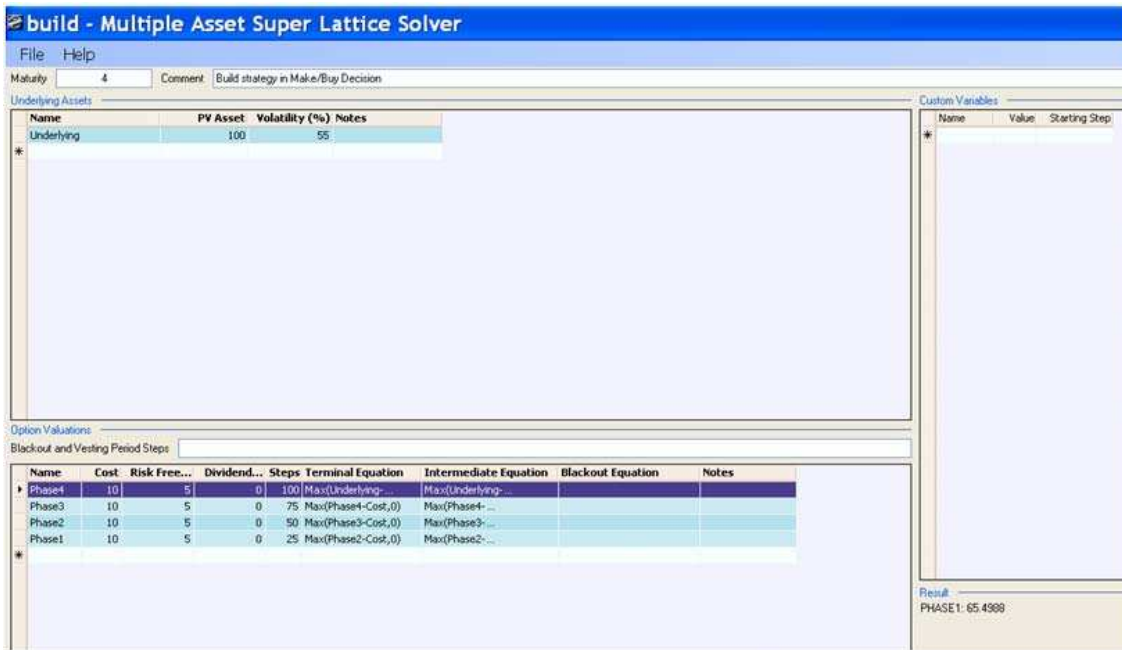 build - Multiple Asset Super Lattice Solver
File Help
Maturity 4 Comment Build strategy in Make/Buy Decision
Underlying Assets
Name PV Asset Volatility (%) Notes
Underlying 100 55
*
Custom Variables
Name Value Starting Step
*
Option Valuations
Blackout and Vesting Period Steps
Name Cost Risk Free... Dividend... Steps Terminal Equation Intermediate Equation Blackout Equation Notes
Phase4 10 5 0 100 Max(Underlying-... Max(Underlying-...
Phase3 10 5 0 75 Max(Phase4-Cost,0) Max(Phase4-...
Phase2 10 5 0 50 Max(Phase3-Cost,0) Max(Phase3-...
Phase1 10 5 0 25 Max(Phase2-Cost,0) Max(Phase2-...
*
Result
PHASE1: 65.4988